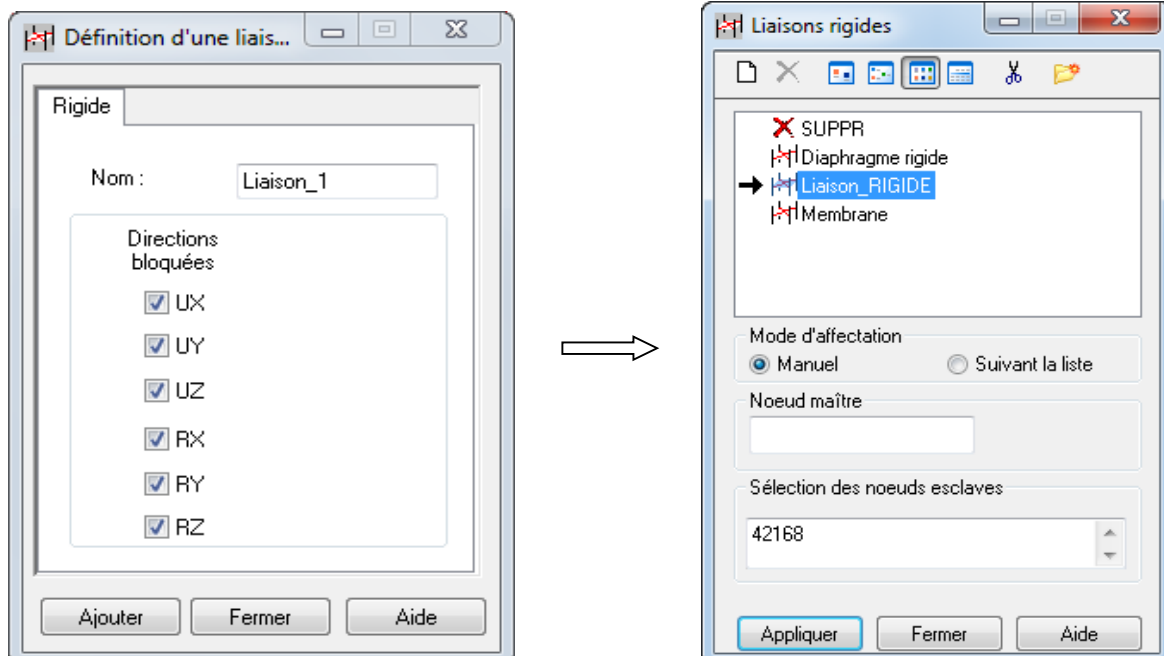 Définition d'une liais...
Rigide
Nom :
Liaison_1
Directions
bloquées
UX
UY
UZ
RX
RY
RZ
Ajouter
Fermer
Aide
Liaisons rigides
SUPPR
Diaphragme rigide
Liaison_RIGIDE
Membrane
Mode d'affectation
Manuel
Suivant la liste
Noeud maître
Sélection des noeuds esclaves
42168
Appliquer
Fermer
Aide